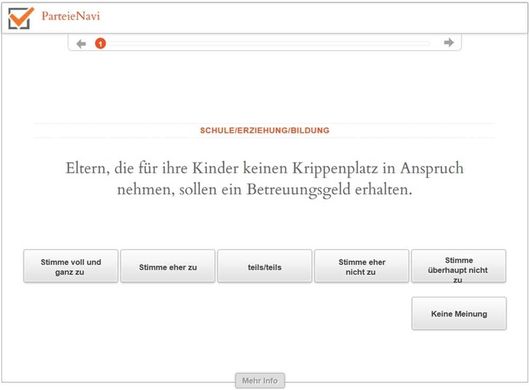 ParteieNavi
1
SCHULE/ERZIEHUNG/BILDUNG
Eltern, die für ihre Kinder keinen Krippenplatz in Anspruch
nehmen, sollen ein Betreuungsgeld erhalten.
Stimme voll und
ganz zu
Stimme eher zu
teils/teils
Stimme eher
nicht zu
Stimme
überhaupt nicht
zu
Keine Meinung
Mehr Info